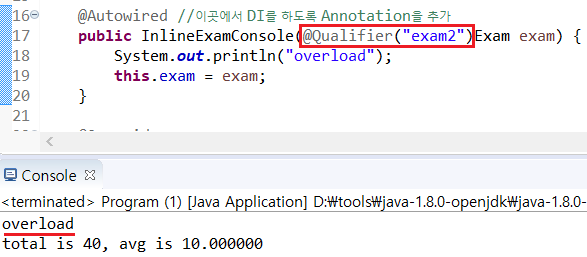 16 @Autowired //이곳에서 DI를 하도록 Annotation을 추가
17 public InlineExamConsole(@Qualifier("exam2")Exam exam) {
18 System.out.println("overload");
19 this.exam = exam;
20 }
21
Console
<terminated> Program (1) [Java Application] D:₩tools₩java-1.8.0-openjdk₩java-1.8.0-
overload
total is 40, avg is 10.000000